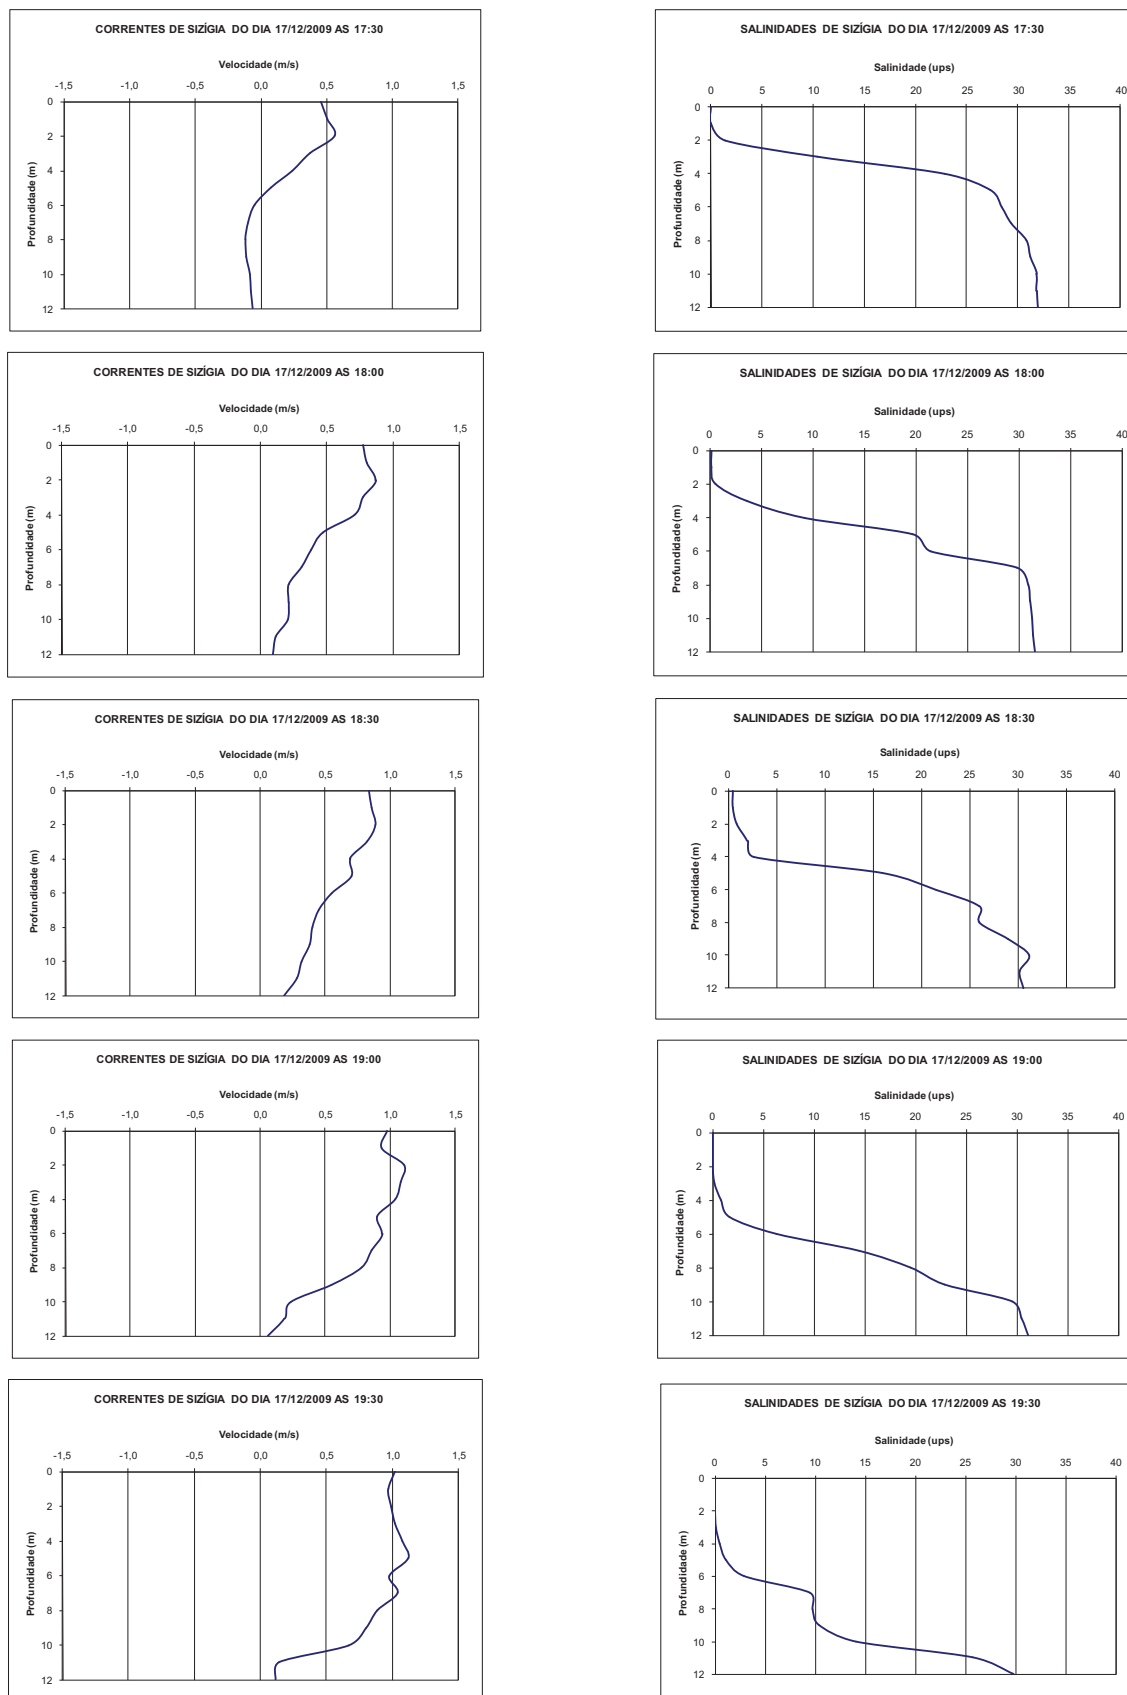 CORRENTES DE SIZÍGIA DO DIA 17/12/2009 AS 17:30
Velocidade (m/s)
-1,5 -1,0 -0,5 0,0 0,5 1,0 1,5
0
2
4
6
8
10
12
Profundidade (m)
SALINIDADES DE SIZÍGIA DO DIA 17/12/2009 AS 17:30
Salinidade (ups)
0 5 10 15 20 25 30 35 40
0
2
4
6
8
10
12
Profundidade (m)
CORRENTES DE SIZÍGIA DO DIA 17/12/2009 AS 18:00
Velocidade (m/s)
-1,5 -1,0 -0,5 0,0 0,5 1,0 1,5
0
2
4
6
8
10
12
Profundidade (m)
SALINIDADES DE SIZÍGIA DO DIA 17/12/2009 AS 18:00
Salinidade (ups)
0 5 10 15 20 25 30 35 40
0
2
4
6
8
10
12
Profundidade (m)
CORRENTES DE SIZÍGIA DO DIA 17/12/2009 AS 18:30
Velocidade (m/s)
-1,5 -1,0 -0,5 0,0 0,5 1,0 1,5
0
2
4
6
8
10
12
Profundidade (m)
SALINIDADES DE SIZÍGIA DO DIA 17/12/2009 AS 18:30
Salinidade (ups)
0 5 10 15 20 25 30 35 40
0
2
4
6
8
10
12
Profundidade (m)
CORRENTES DE SIZÍGIA DO DIA 17/12/2009 AS 19:00
Velocidade (m/s)
-1,5 -1,0 -0,5 0,0 0,5 1,0 1,5
0
2
4
6
8
10
12
Profundidade (m)
SALINIDADES DE SIZÍGIA DO DIA 17/12/2009 AS 19:00
Salinidade (ups)
0 5 10 15 20 25 30 35 40
0
2
4
6
8
10
12
Profundidade (m)
CORRENTES DE SIZÍGIA DO DIA 17/12/2009 AS 19:30
Velocidade (m/s)
-1,5 -1,0 -0,5 0,0 0,5 1,0 1,5
0
2
4
6
8
10
12
Profundidade (m)
SALINIDADES DE SIZÍGIA DO DIA 17/12/2009 AS 19:30
Salinidade (ups)
0 5 10 15 20 25 30 35 40
0
2
4
6
8
10
12
Profundidade (m)